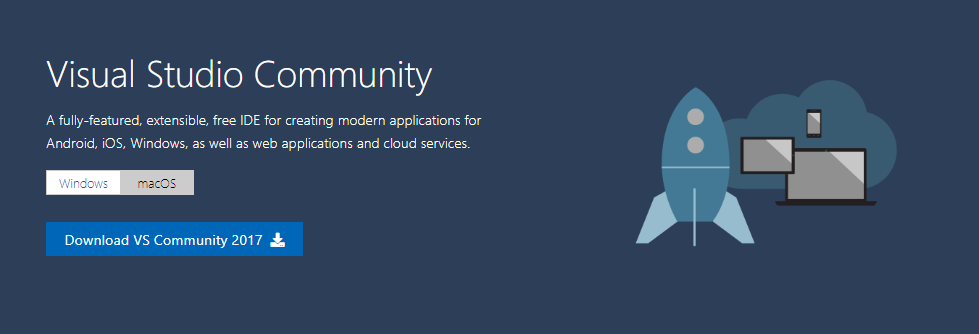 Visual Studio Community
A fully-featured, extensible, free IDE for creating modern applications for
Android, iOS, Windows, as well as web applications and cloud services.
Windows macOS
Download VS Community 2017